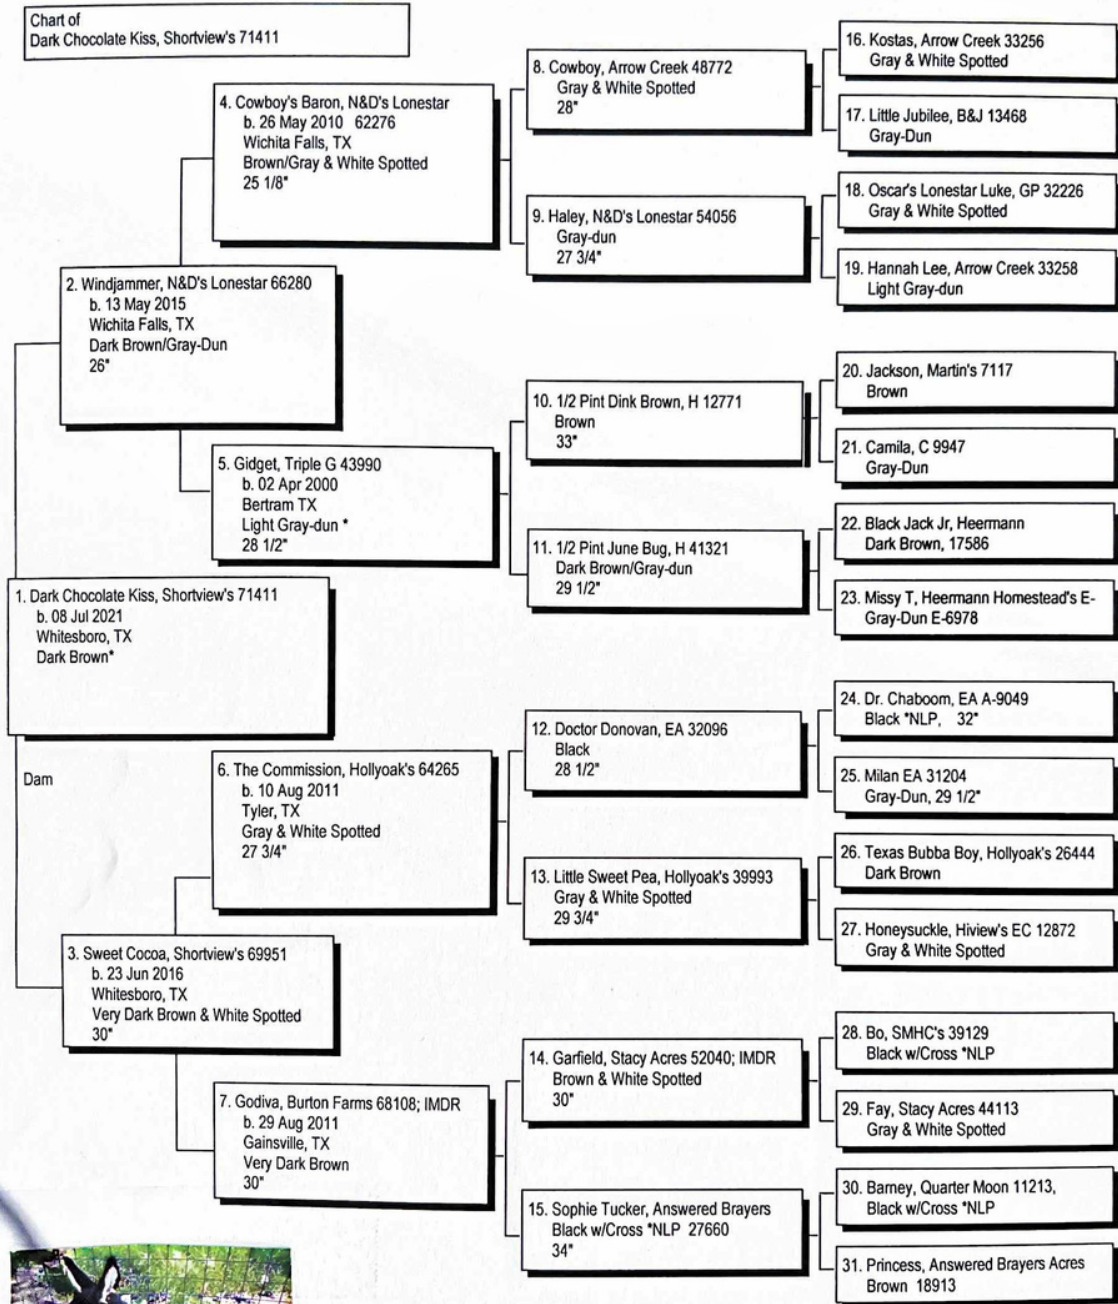 Chart of
Dark Chocolate Kiss, Shortview's 71411
16. Kostas, Arrow Creek 33256
Gray & White Spotted
8. Cowboy, Arrow Creek 48772
Gray & White Spotted
28"
4. Cowboy's Baron, N&D's Lonestar
b. 26 May 2010 62276
Wichita Falls, TX
Brown/Gray & White Spotted
25 1/8"
17. Little Jubilee, B&J 13468
Gray-Dun
18. Oscar's Lonestar Luke, GP 32226
Gray & White Spotted
9. Haley, N&D's Lonestar 54056
Gray-dun
27 3/4"
19. Hannah Lee, Arrow Creek 33258
Light Gray-dun
2. Windjammer, N&D's Lonestar 66280
b. 13 May 2015
Wichita Falls, TX
Dark Brown/Gray-Dun
26"
20. Jackson, Martin's 7117
Brown
10. 1/2 Pint Dink Brown, H 12771
Brown
33"
21. Camila, C 9947
Gray-Dun
5. Gidget, Triple G 43990
b. 02 Apr 2000
Bertram TX
Light Gray-dun *
28 1/2"
22. Black Jack Jr, Heermann
Dark Brown, 17586
11. 1/2 Pint June Bug, H 41321
Dark Brown/Gray-dun
29 1/2"
23. Missy T, Heermann Homestead's E-
Gray-Dun E-6978
1. Dark Chocolate Kiss, Shortview's 71411
b. 08 Jul 2021
Whitesboro, TX
Dark Brown*
24. Dr. Chaboom, EA A-9049
Black *NLP, 32"
12. Doctor Donovan, EA 32096
Black
28 1/2"
25. Milan EA 31204
Gray-Dun, 29 1/2"
Dam
6. The Commission, Hollyoak's 64265
b. 10 Aug 2011
Tyler, TX
Gray & White Spotted
27 3/4"
26. Texas Bubba Boy, Hollyoak's 26444
Dark Brown
13. Little Sweet Pea, Hollyoak's 39993
Gray & White Spotted
29 3/4"
27. Honeysuckle, Hiview's EC 12872
Gray & White Spotted
3. Sweet Cocoa, Shortview's 69951
b. 23 Jun 2016
Whitesboro, TX
Very Dark Brown & White Spotted
30"
28. Bo, SMHC's 39129
Black w/Cross *NLP
14. Garfield, Stacy Acres 52040; IMDR
Brown & White Spotted
30"
29. Fay, Stacy Acres 44113
Gray & White Spotted
7. Godiva, Burton Farms 68108; IMDR
b. 29 Aug 2011
Gainsville, TX
Very Dark Brown
30"
30. Barney, Quarter Moon 11213,
Black w/Cross *NLP
15. Sophie Tucker, Answered Brayers
Black w/Cross *NLP 27660
34"
31. Princess, Answered Brayers Acres
Brown 18913